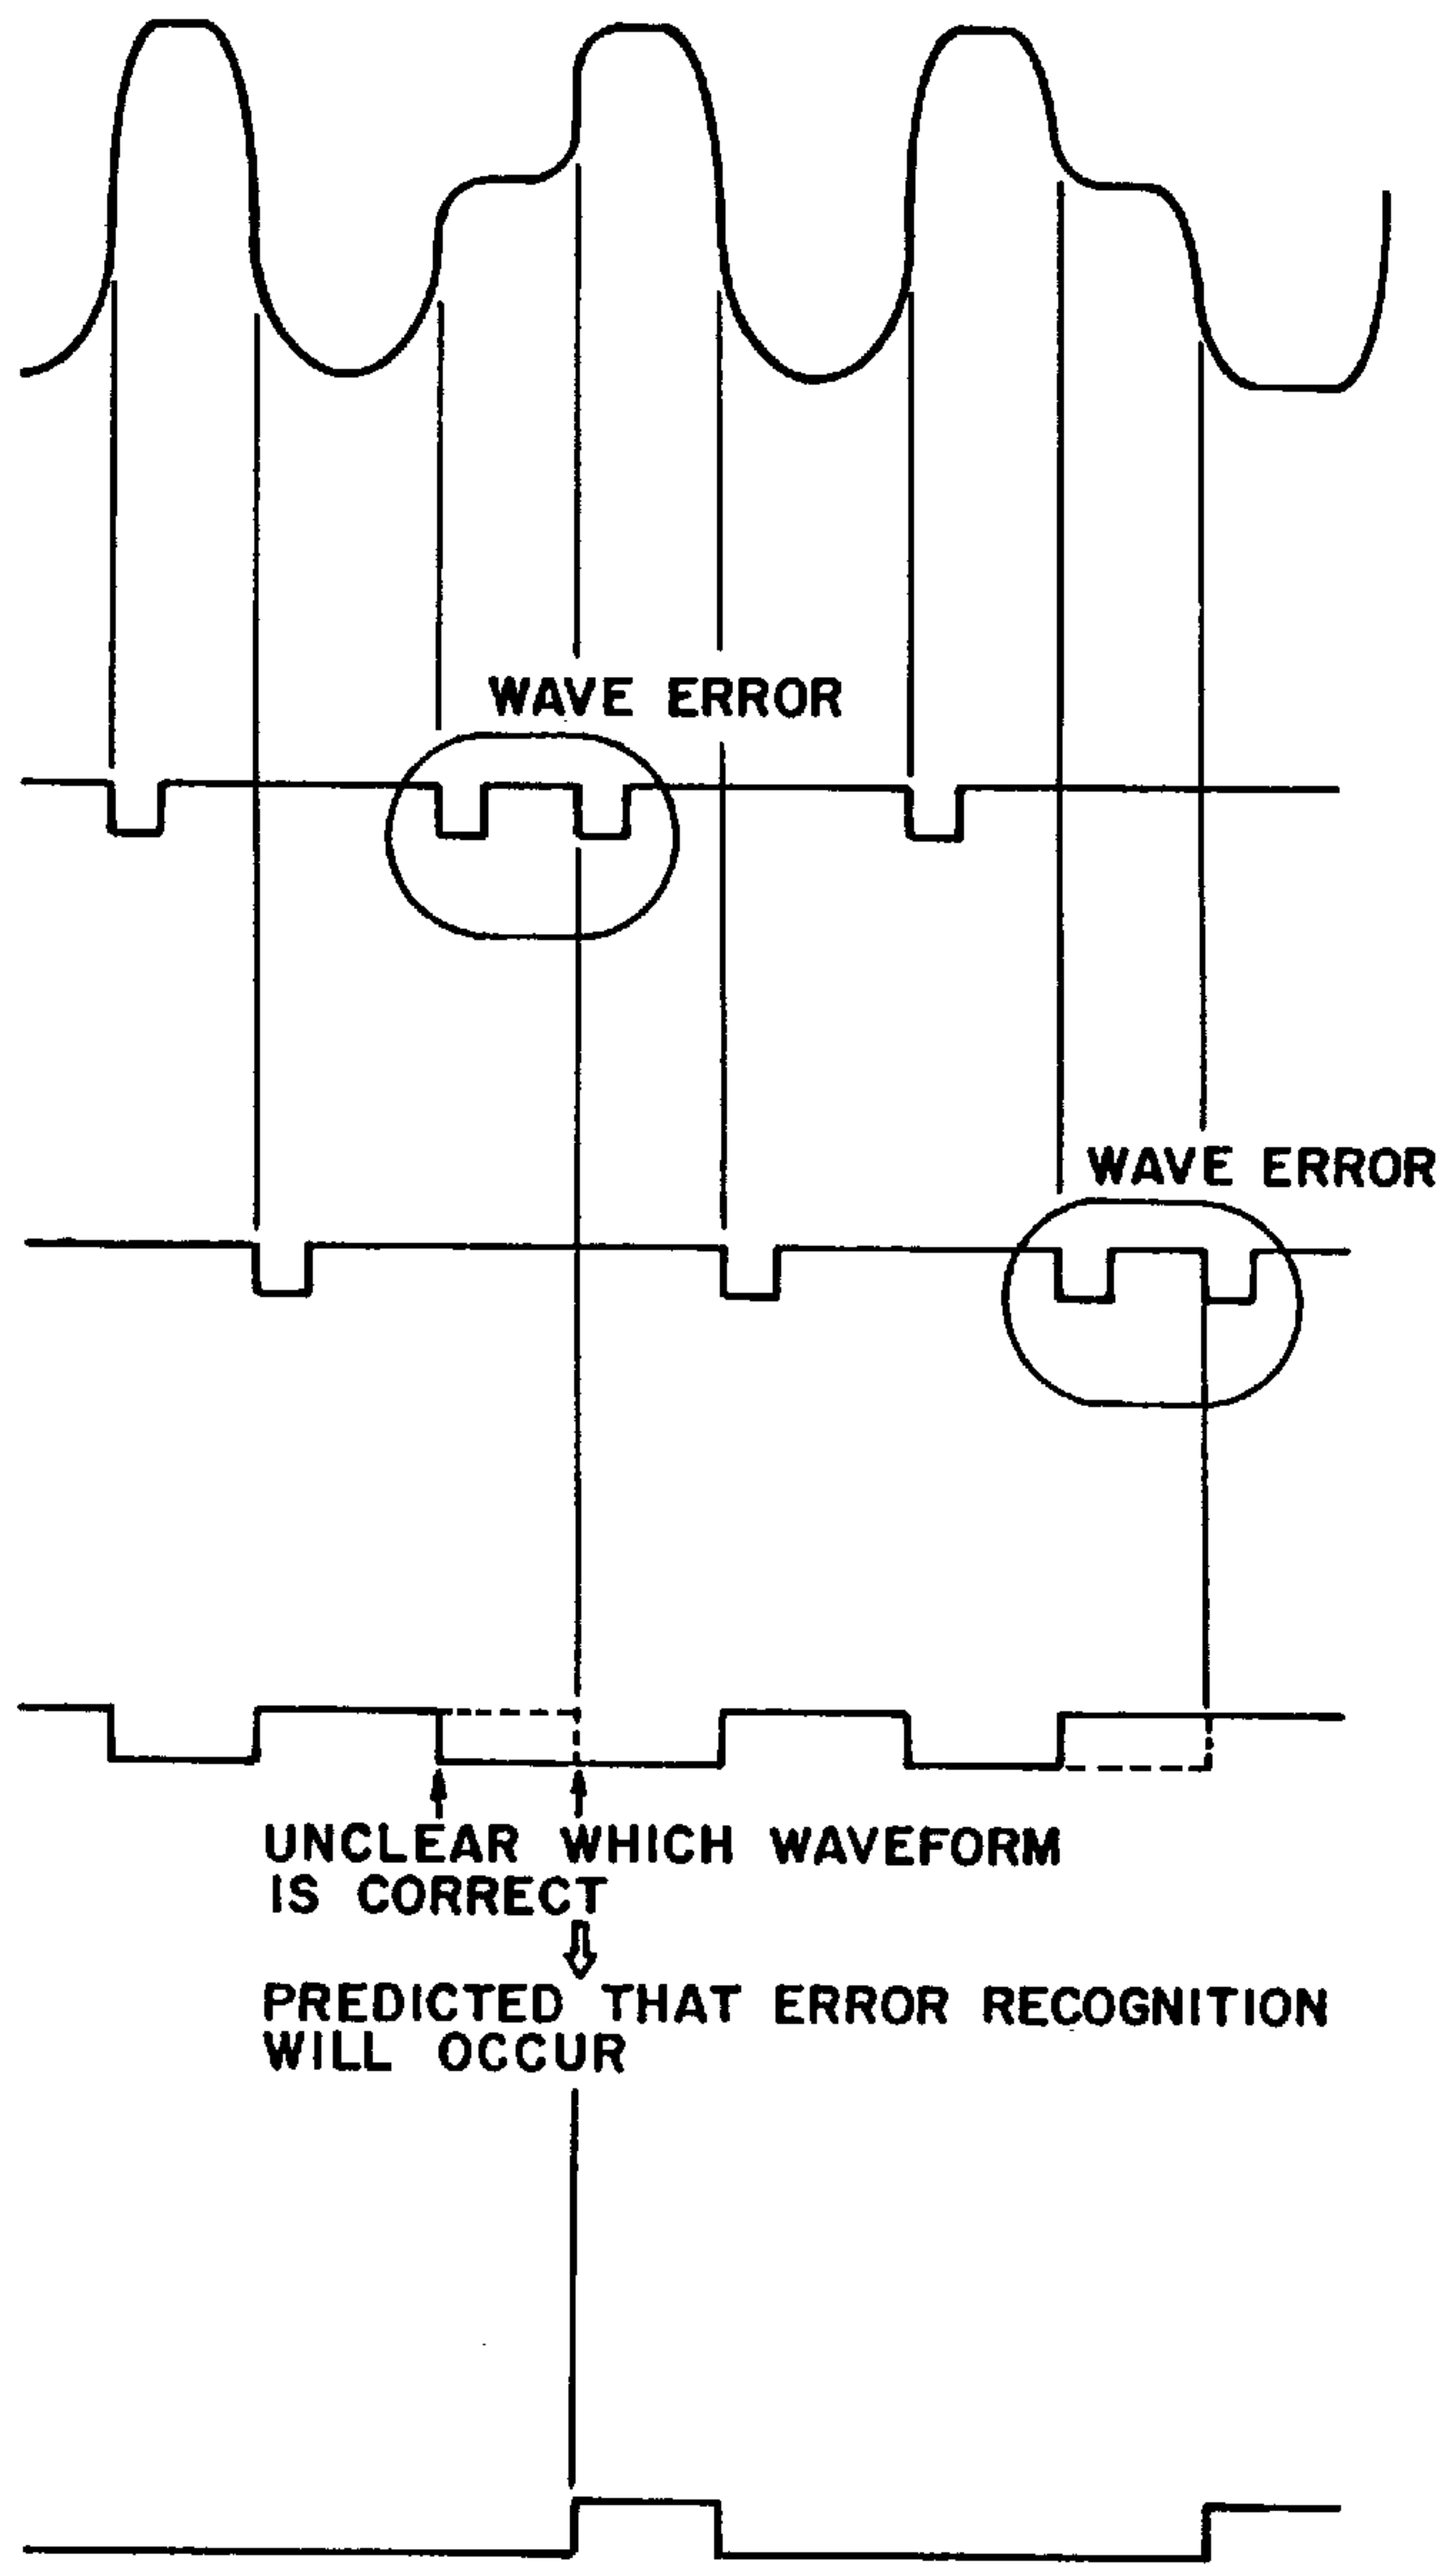 WAVE ERROR
WAVE ERROR
UNCLEAR WHICH WAVEFORM
IS CORRECT
PREDICTED THAT ERROR RECOGNITION
WILL OCCUR